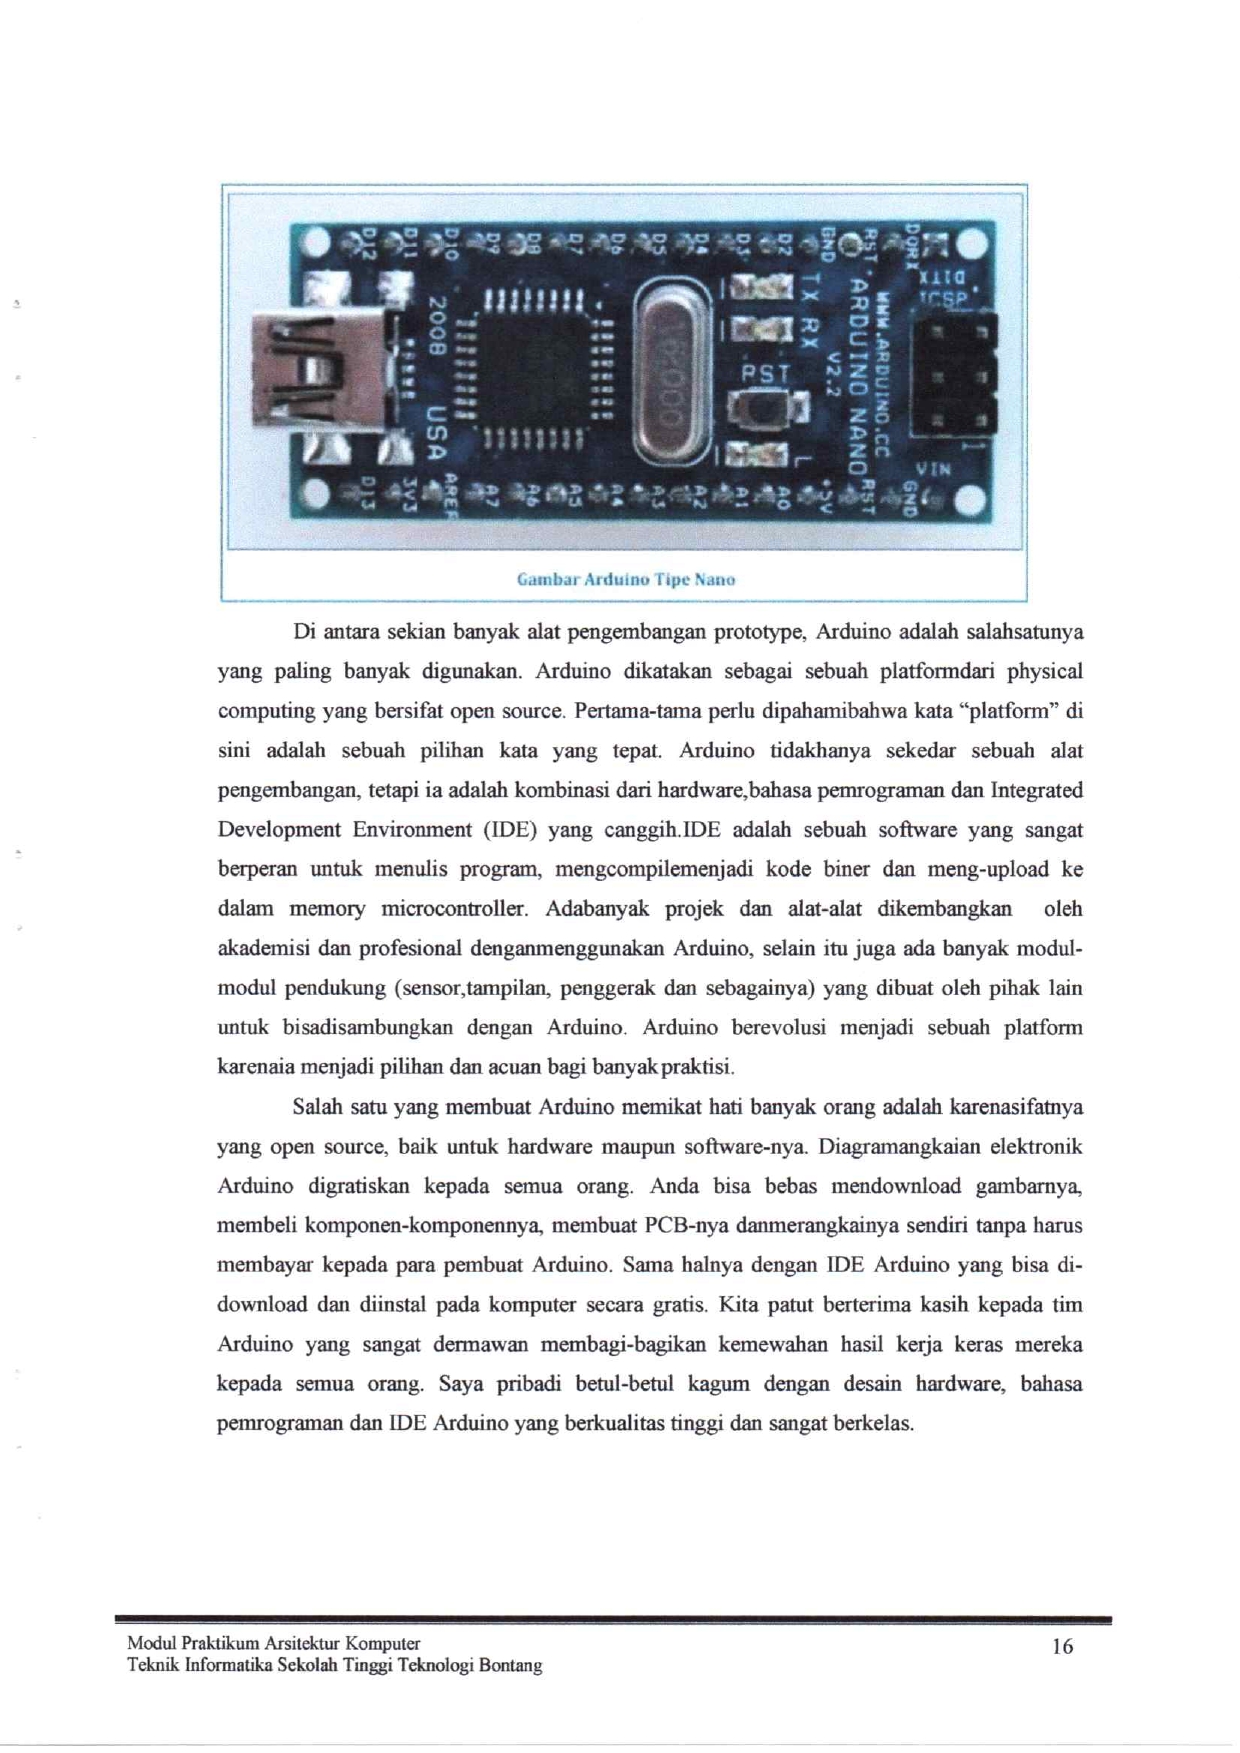 D12 D11 D10 D9 D8 D7 D6 D5 D4 D3 D2 GND RST D0RX
D1TX
ICSP
TX
RX
2008 USA
RST
ARDUINO NANO
V2.2
WWW.ARDUINO.CC
L
1
VIN
D13 3V3 AREF A7 A6 A5 A4 A3 A2 A1 A0 +5V RST GND
Gambar Arduino Tipe Nano
Di antara sekian banyak alat pengembangan prototype, Arduino adalah salahsatunya
yang paling banyak digunakan. Arduino dikatakan sebagai sebuah platformdari physical
computing yang bersifat open source. Pertama-tama perlu dipahamibahwa kata “platform” di
sini adalah sebuah pilihan kata yang tepat. Arduino tidakhanya sekedar sebuah alat
pengembangan, tetapi ia adalah kombinasi dari hardware,bahasa pemrograman dan Integrated
Development Environment (IDE) yang canggih.IDE adalah sebuah software yang sangat
berperan untuk menulis program, mengcompilemenjadi kode biner dan meng-upload ke
dalam memory microcontroller. Adabanyak projek dan alat-alat dikembangkan oleh
akademisi dan profesional denganmenggunakan Arduino, selain itu juga ada banyak modul-
modul pendukung (sensor,tampilan, penggerak dan sebagainya) yang dibuat oleh pihak lain
untuk bisadisambungkan dengan Arduino. Arduino berevolusi menjadi sebuah platform
karenaia menjadi pilihan dan acuan bagi banyakpraktisi.
Salah satu yang membuat Arduino memikat hati banyak orang adalah karenasifatnya
yang open source, baik untuk hardware maupun software-nya. Diagramangkaian elektronik
Arduino digratiskan kepada semua orang. Anda bisa bebas mendownload gambarnya,
membeli komponen-komponennya, membuat PCB-nya danmerangkainya sendiri tanpa harus
membayar kepada para pembuat Arduino. Sama halnya dengan IDE Arduino yang bisa di-
download dan diinstal pada komputer secara gratis. Kita patut berterima kasih kepada tim
Arduino yang sangat dermawan membagi-bagikan kemewahan hasil kerja keras mereka
kepada semua orang. Saya pribadi betul-betul kagum dengan desain hardware, bahasa
pemrograman dan IDE Arduino yang berkualitas tinggi dan sangat berkelas.
Modul Praktikum Arsitektur Komputer
16
Teknik Informatika Sekolah Tinggi Teknologi Bontang